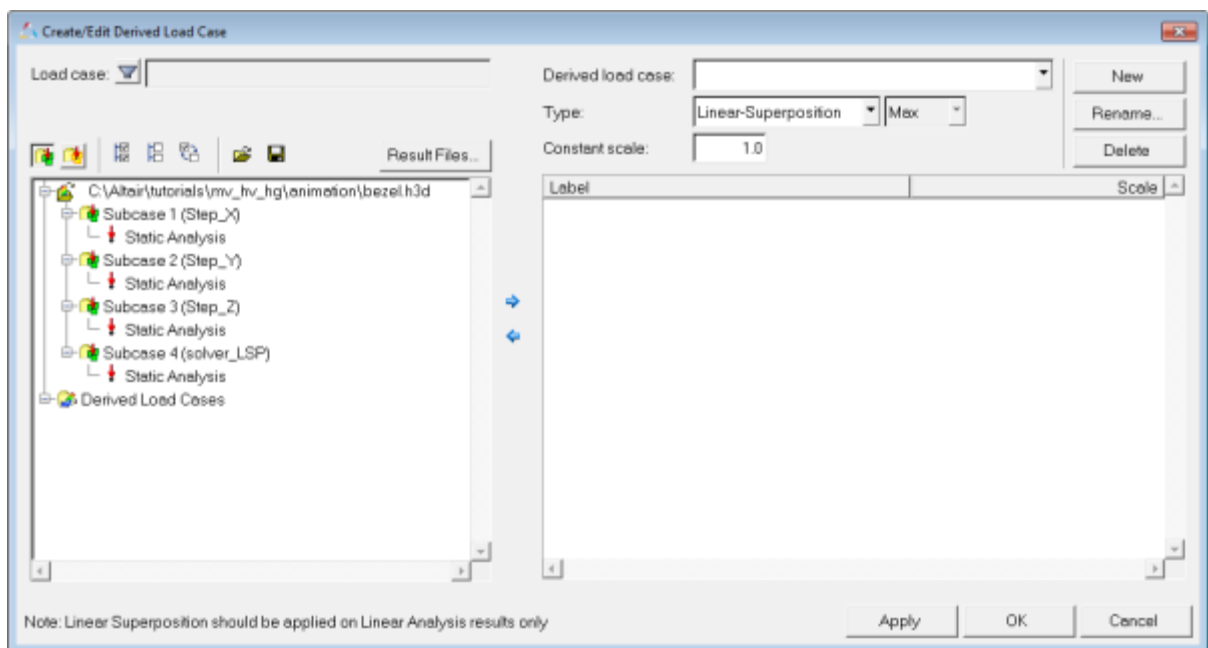 Create/Edit Derived Load Case
Load case:
Derived load case:
New
Type:
Linear-Superposition
Max
Rename...
Result Files...
Constant scale:
1.0
Delete
C:\Altair\tutorials\mv_hv_hg\animation\bezel.h3d
Subcase 1 (Step_X)
Static Analysis
Subcase 2 (Step_Y)
Static Analysis
Subcase 3 (Step_Z)
Static Analysis
Subcase 4 (solver_LSP)
Static Analysis
Derived Load Cases
Label
Scale
Note: Linear Superposition should be applied on Linear Analysis results only
Apply
OK
Cancel